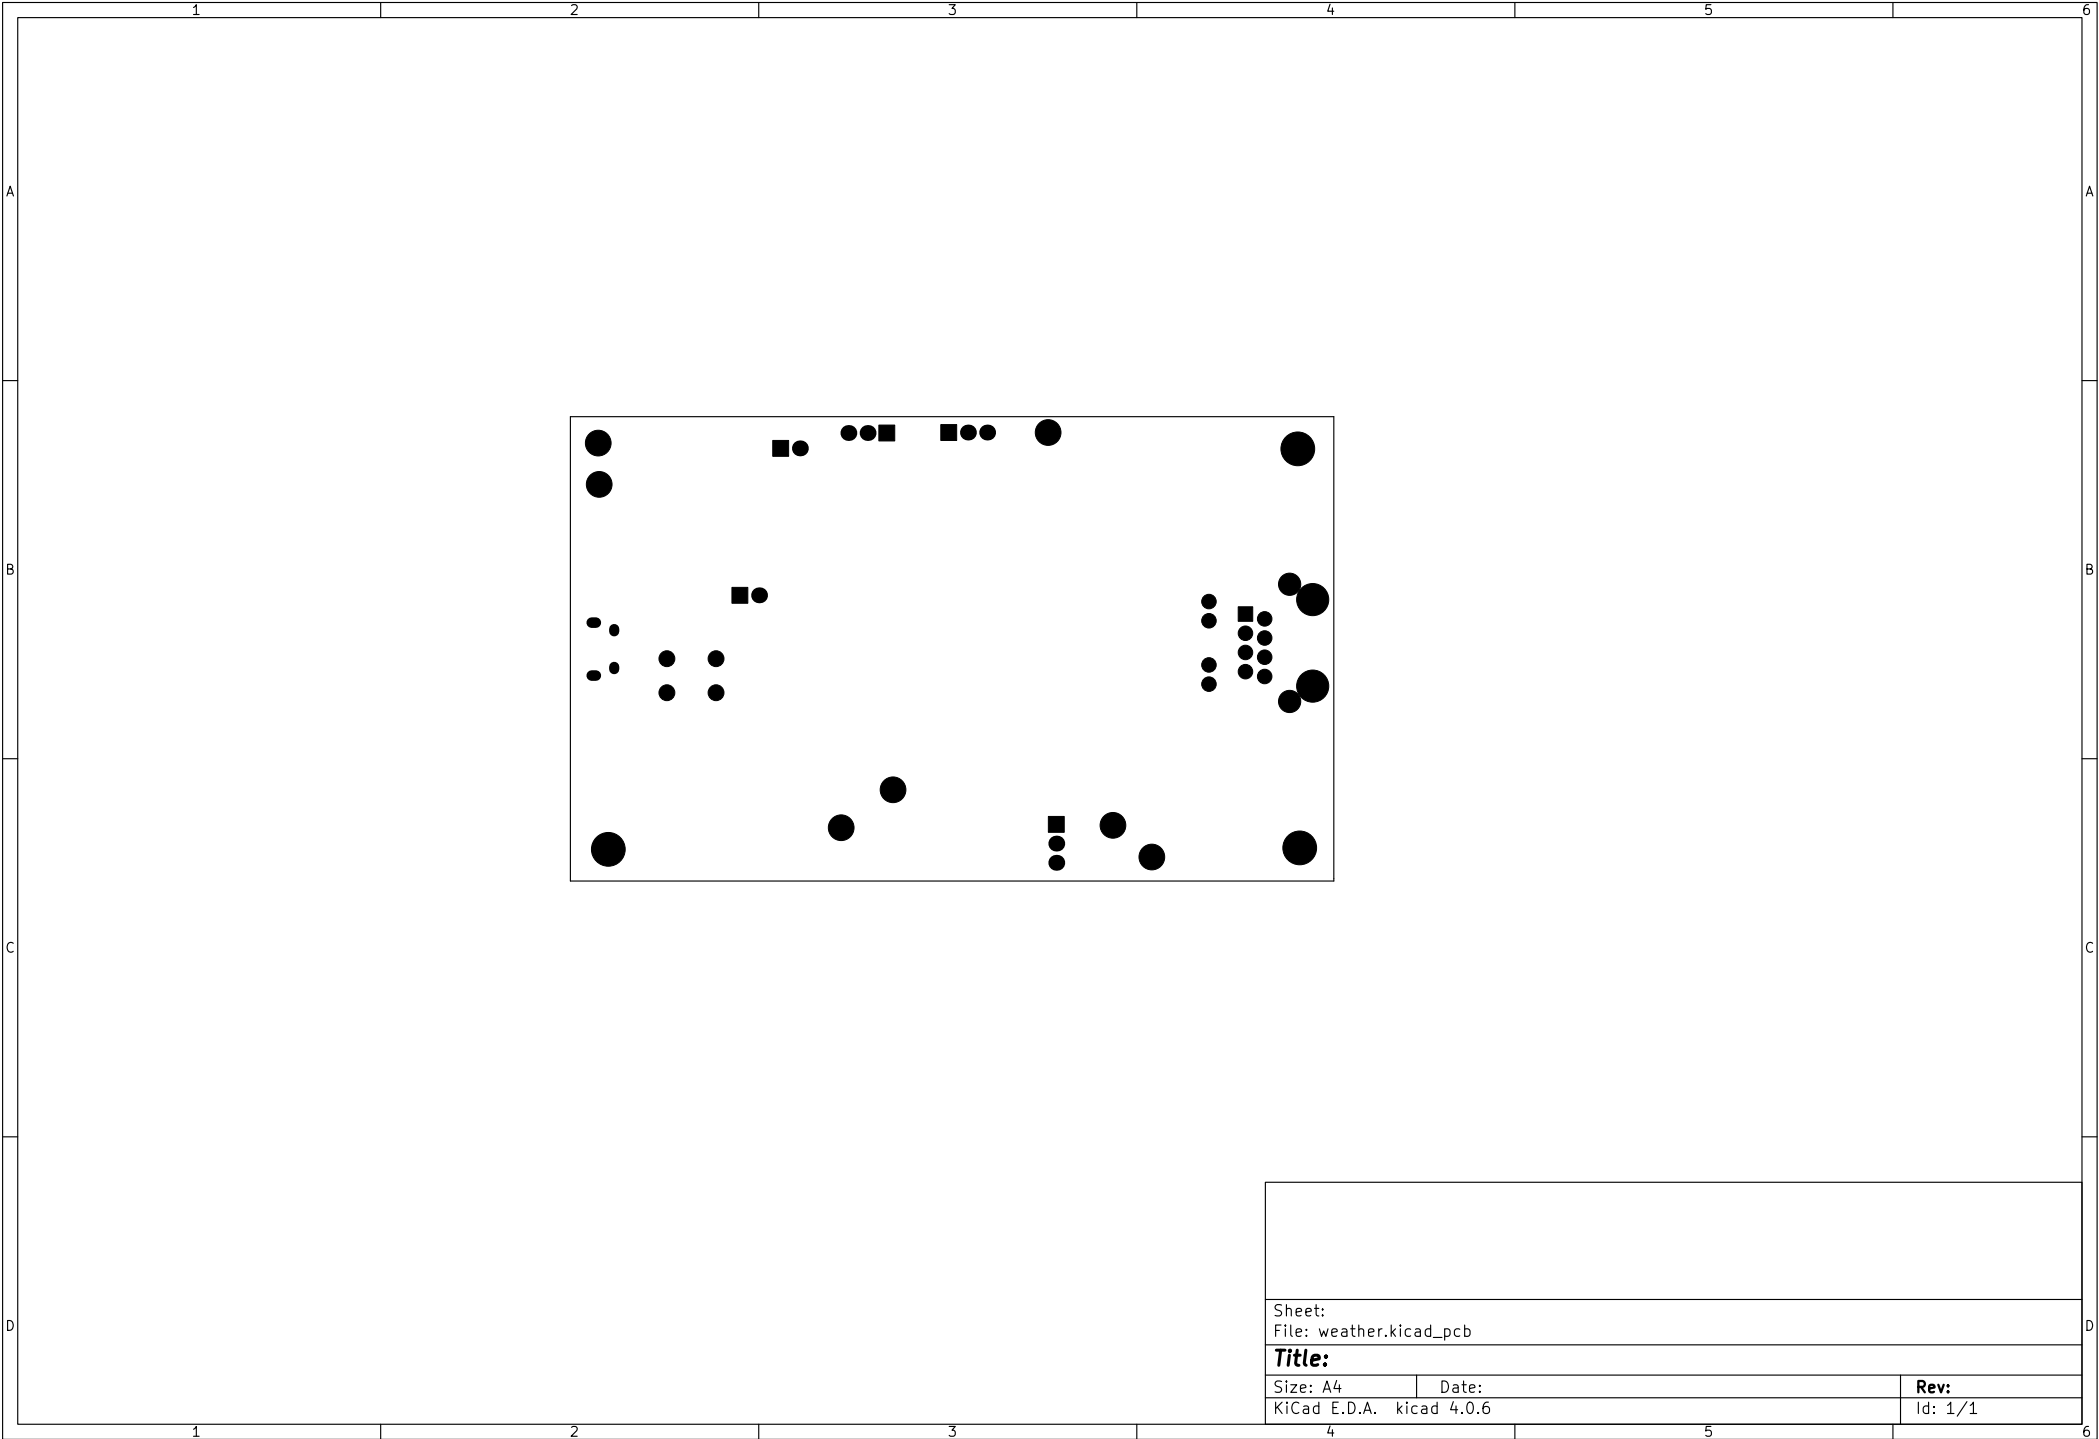 1 2 3 4 5 6
A A
B B
C C
D D
Sheet:
File: weather.kicad_pcb
Title:
Size: A4 Date: Rev:
KiCad E.D.A. kicad 4.0.6 Id: 1/1
1 2 3 4 5 6